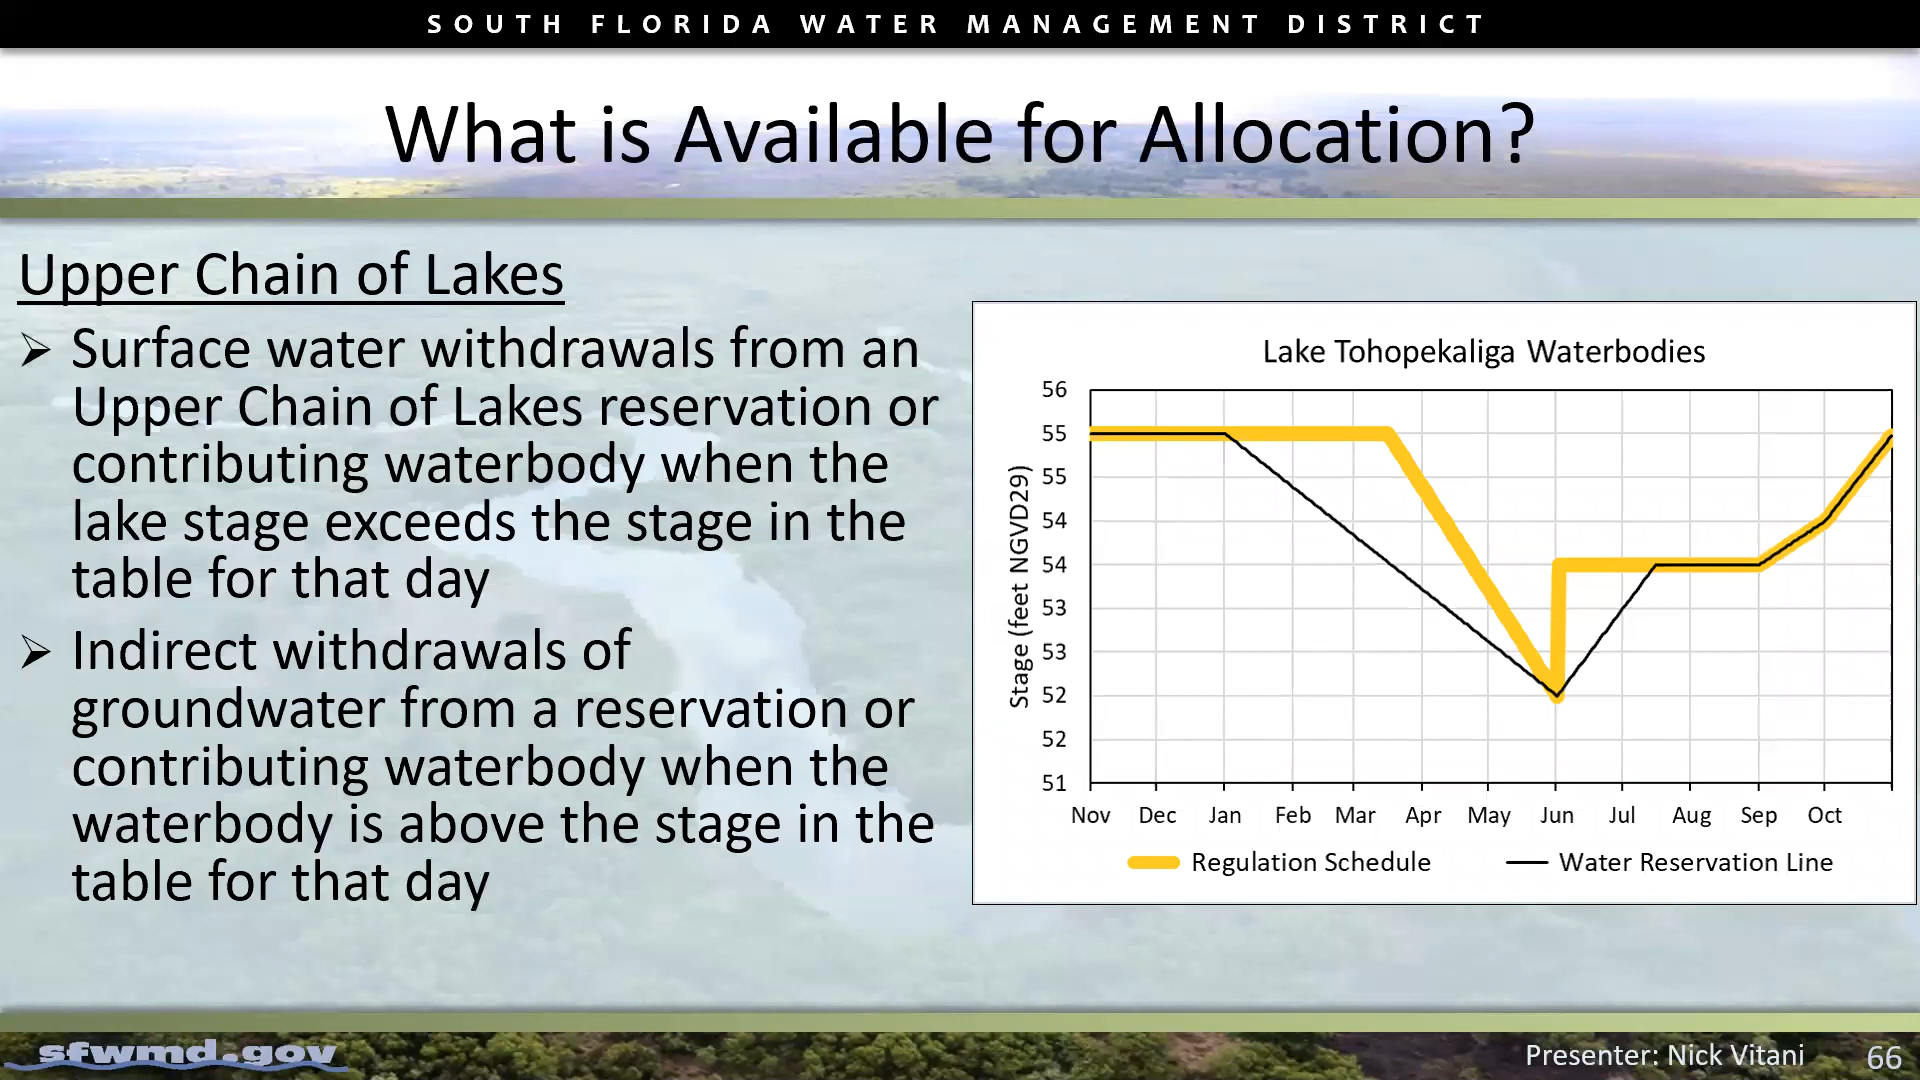 SOUTH FLORIDA WATER MANAGEMENT DISTRICT
What is Available for Allocation?
Upper Chain of Lakes
➢ Surface water withdrawals from an
Upper Chain of Lakes reservation or
contributing waterbody when the
lake stage exceeds the stage in the
table for that day
➢ Indirect withdrawals of
groundwater from a reservation or
contributing waterbody when the
waterbody is above the stage in the
table for that day
Lake Tohopekaliga Waterbodies
Stage (feet NGVD29)
56
55
55
54
54
53
53
52
52
51
Nov Dec Jan Feb Mar Apr May Jun Jul Aug Sep Oct
Regulation Schedule Water Reservation Line
sfwmd.gov
Presenter: Nick Vitani 66